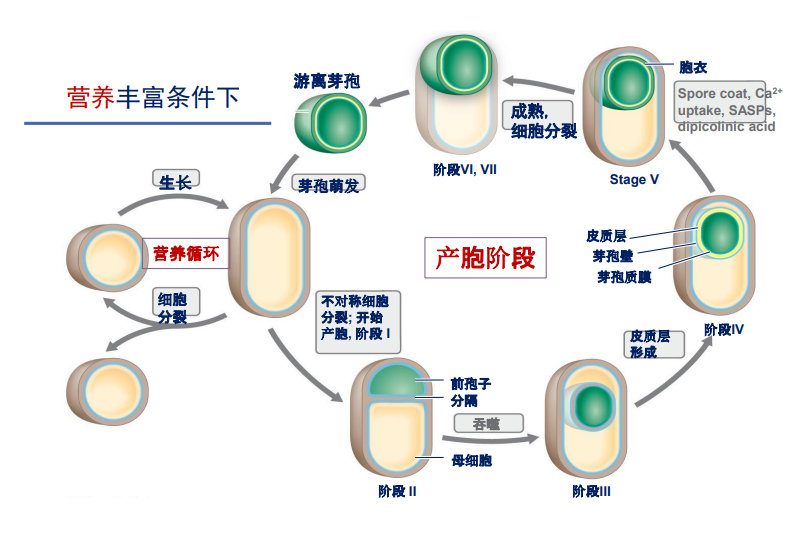 营养丰富条件下
游离芽孢
生长
芽孢萌发
营养循环
细胞
分裂
不对称细胞
分裂; 开始
产胞, 阶段 I
前孢子
分隔
母细胞
阶段 II
吞噬
阶段III
皮质层
形成
阶段IV
皮质层
芽孢壁
芽孢质膜
产胞阶段
胞衣
Spore coat, Ca²⁺
uptake, SASPs,
dipicolinic acid
Stage V
成熟,
细胞分裂
阶段VI, VII